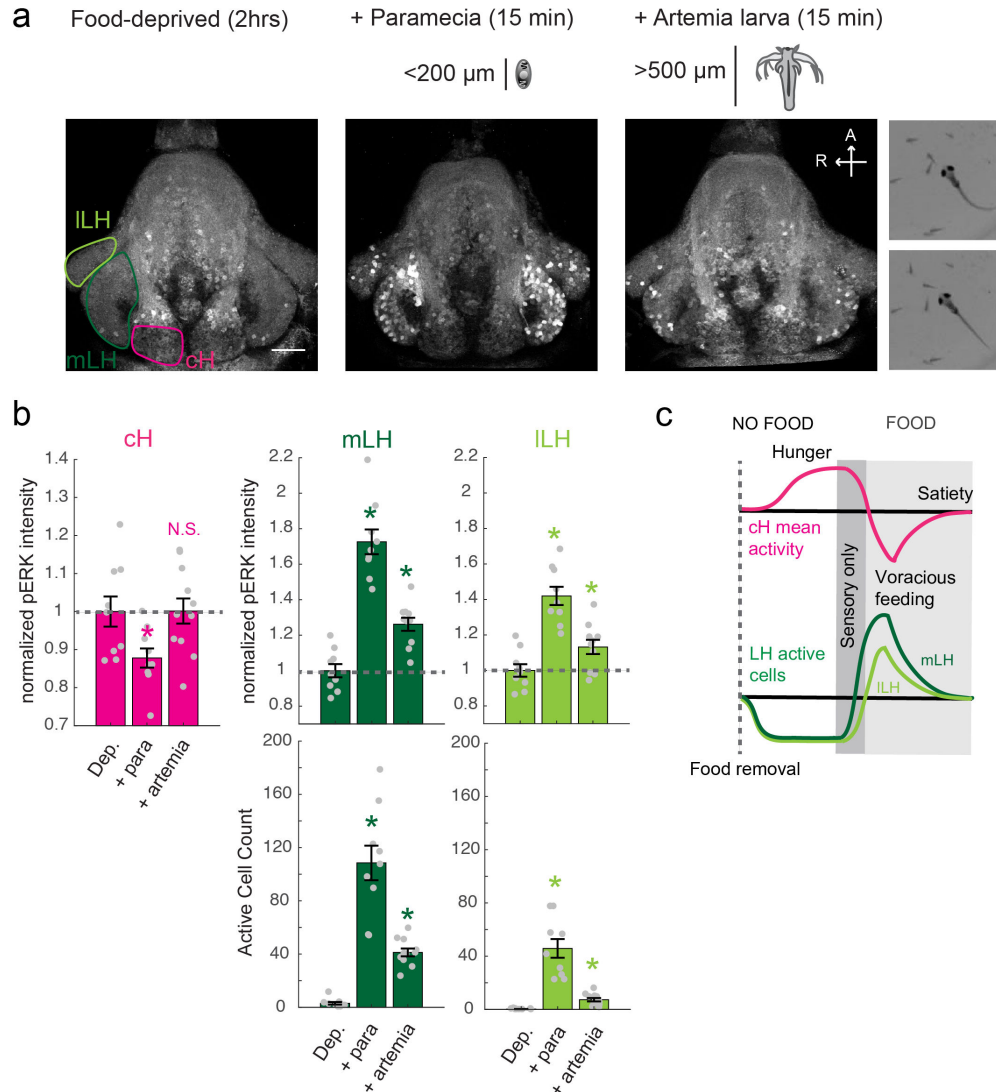 a
Food-deprived (2hrs)
+ Paramecia (15 min)
+ Artemia larva (15 min)
<200 µm
>500 µm
A
R
lLH
mLH
cH
b
cH
mLH
lLH
normalized pERK intensity
1.4
1.3
1.2
1.1
1
0.9
0.8
0.7
N.S.
*
Dep.
+ para
+ artemia
normalized pERK intensity
2.2
2
1.8
1.6
1.4
1.2
1
0.8
*
*
2.2
2
1.8
1.6
1.4
1.2
1
0.8
*
*
Active Cell Count
200
160
120
80
40
0
*
*
Dep.
+ para
+ artemia
200
160
120
80
40
0
*
*
Dep.
+ para
+ artemia
c
NO FOOD
FOOD
Hunger
Satiety
cH mean
activity
Sensory only
Voracious
feeding
LH active
cells
mLH
lLH
Food removal